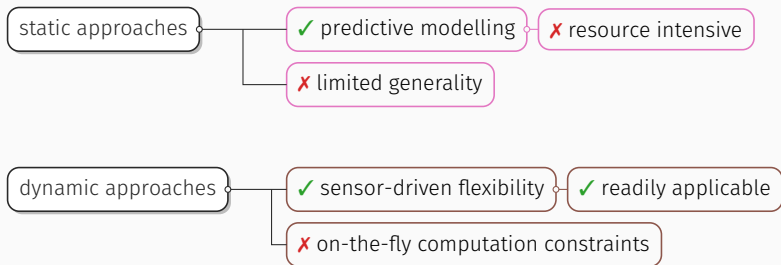 static approaches ✓ predictive modelling ✗ resource intensive
✗ limited generality
dynamic approaches ✓ sensor-driven flexibility ✓ readily applicable
✗ on-the-fly computation constraints